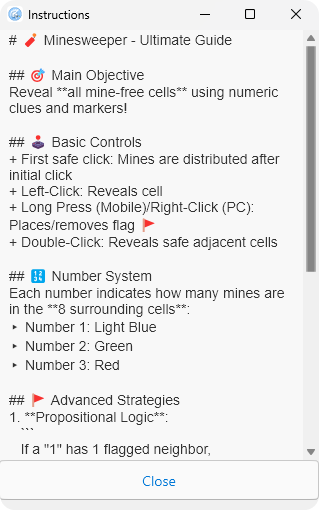 Instructions
# 🧨 Minesweeper - Ultimate Guide
## 🎯 Main Objective
Reveal **all mine-free cells** using numeric
clues and markers!
## 🕹️ Basic Controls
+ First safe click: Mines are distributed after
initial click
+ Left-Click: Reveals cell
+ Long Press (Mobile)/Right-Click (PC):
Places/removes flag 🚩
+ Double-Click: Reveals safe adjacent cells
## 🔢 Number System
Each number indicates how many mines are
in the **8 surrounding cells**:
‣ Number 1: Light Blue
‣ Number 2: Green
‣ Number 3: Red
## 🚩 Advanced Strategies
1. **Propositional Logic**:
```
If a "1" has 1 flagged neighbor,
Close